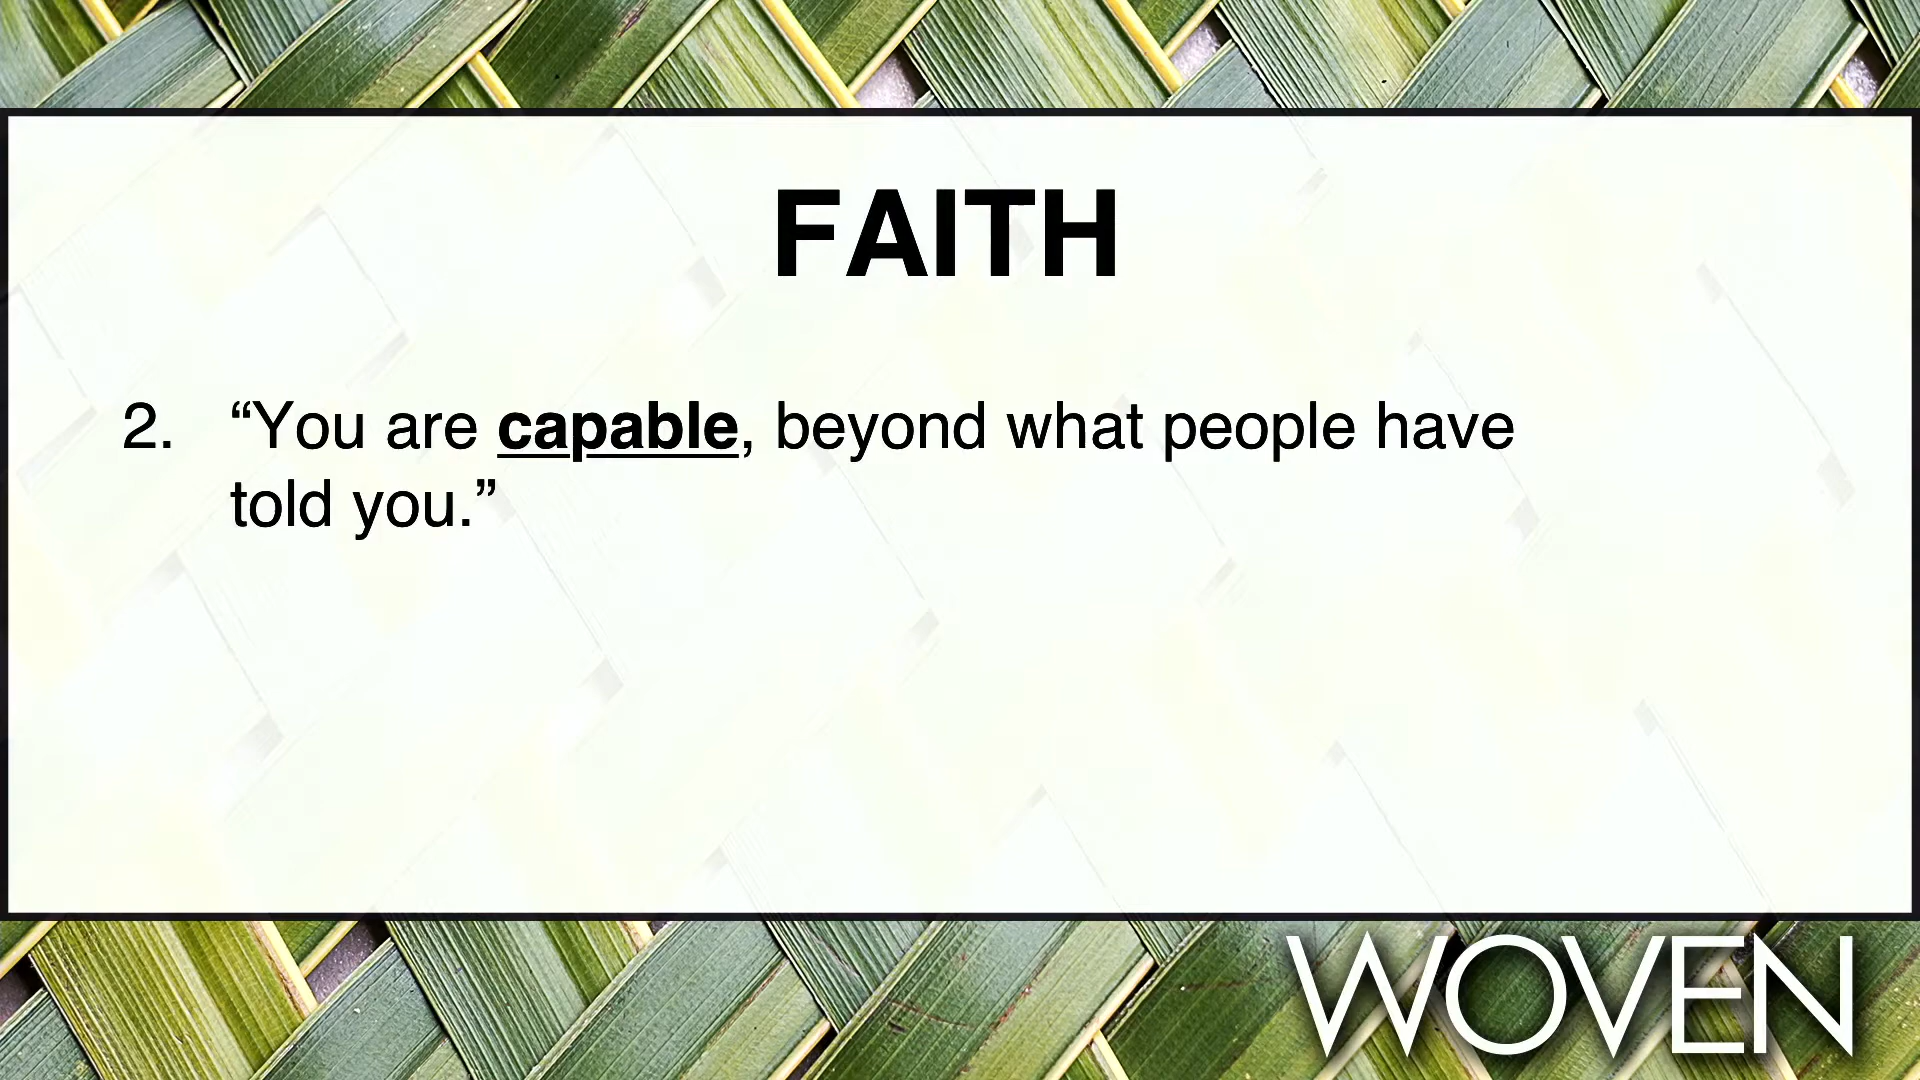 FAITH
2. “You are capable, beyond what people have
told you.”
WOVEN